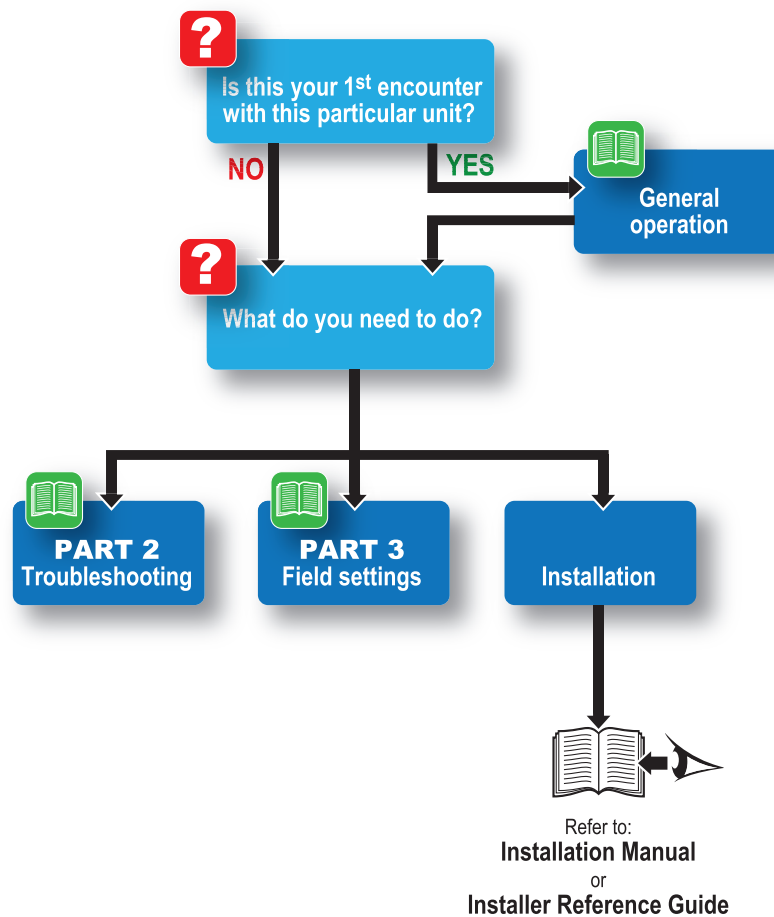 ?
Is this your 1st encounter
with this particular unit?
NO
YES
General
operation
?
What do you need to do?
PART 2
Troubleshooting
PART 3
Field settings
Installation
Refer to:
Installation Manual
or
Installer Reference Guide